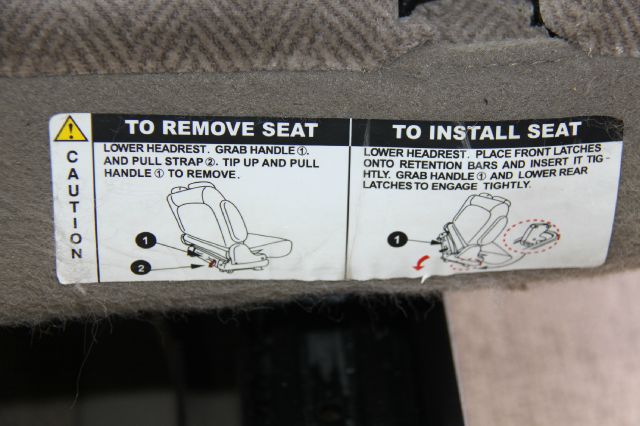 CAUTION
TO REMOVE SEAT
LOWER HEADREST. GRAB HANDLE ①.
AND PULL STRAP ②. TIP UP AND PULL
HANDLE ① TO REMOVE.
1
2
TO INSTALL SEAT
LOWER HEADREST. PLACE FRONT LATCHES
ONTO RETENTION BARS AND INSERT IT TIG-
HTLY. GRAB HANDLE ① AND LOWER REAR
LATCHES TO ENGAGE TIGHTLY.
1